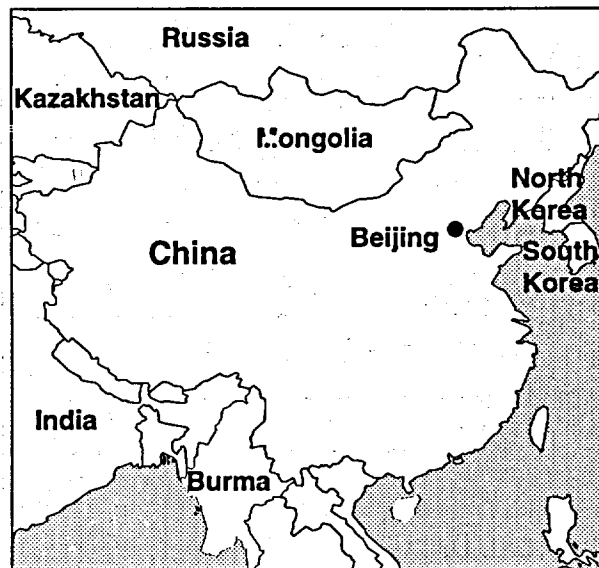 Russia
Kazakhstan
Mongolia
North
Korea
Beijing
China
South
Korea
India
Burma